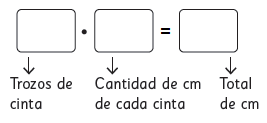 • =
Trozos de Cantidad de cm Total
cinta de cada cinta de cm